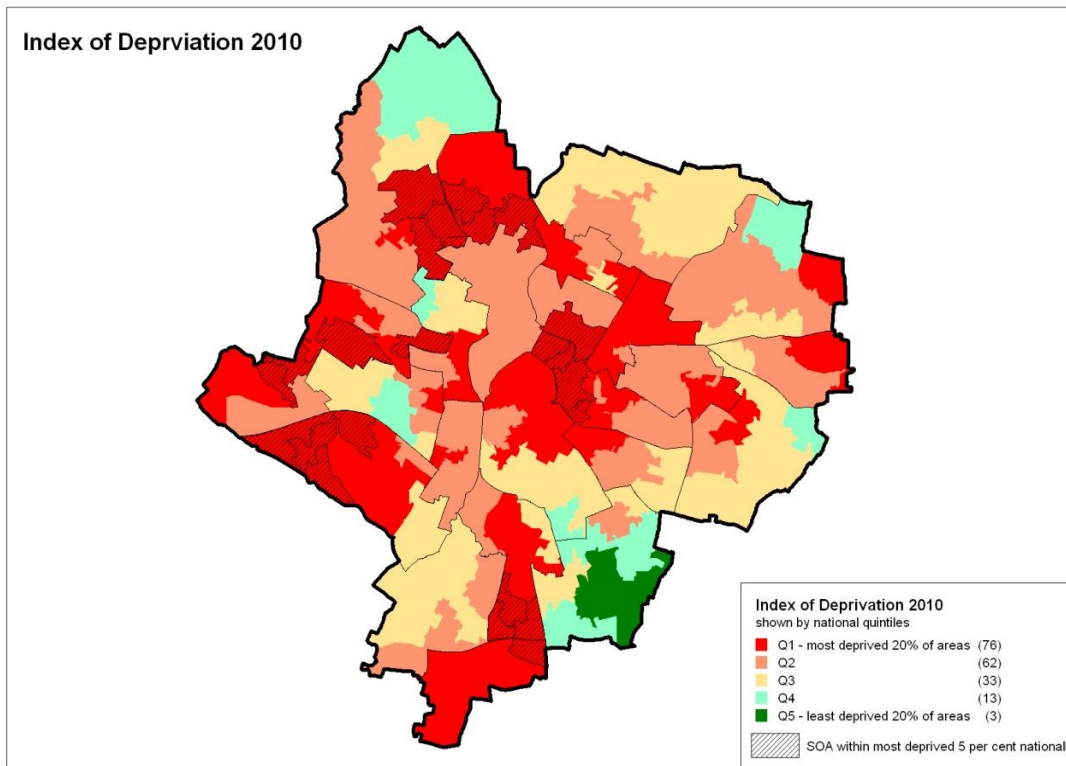 Index of Deprviation 2010
Index of Deprivation 2010
shown by national quintiles
Q1 - most deprived 20% of areas (76)
Q2 (62)
Q3 (33)
Q4 (13)
Q5 - least deprived 20% of areas (3)
SOA within most deprived 5 per cent national